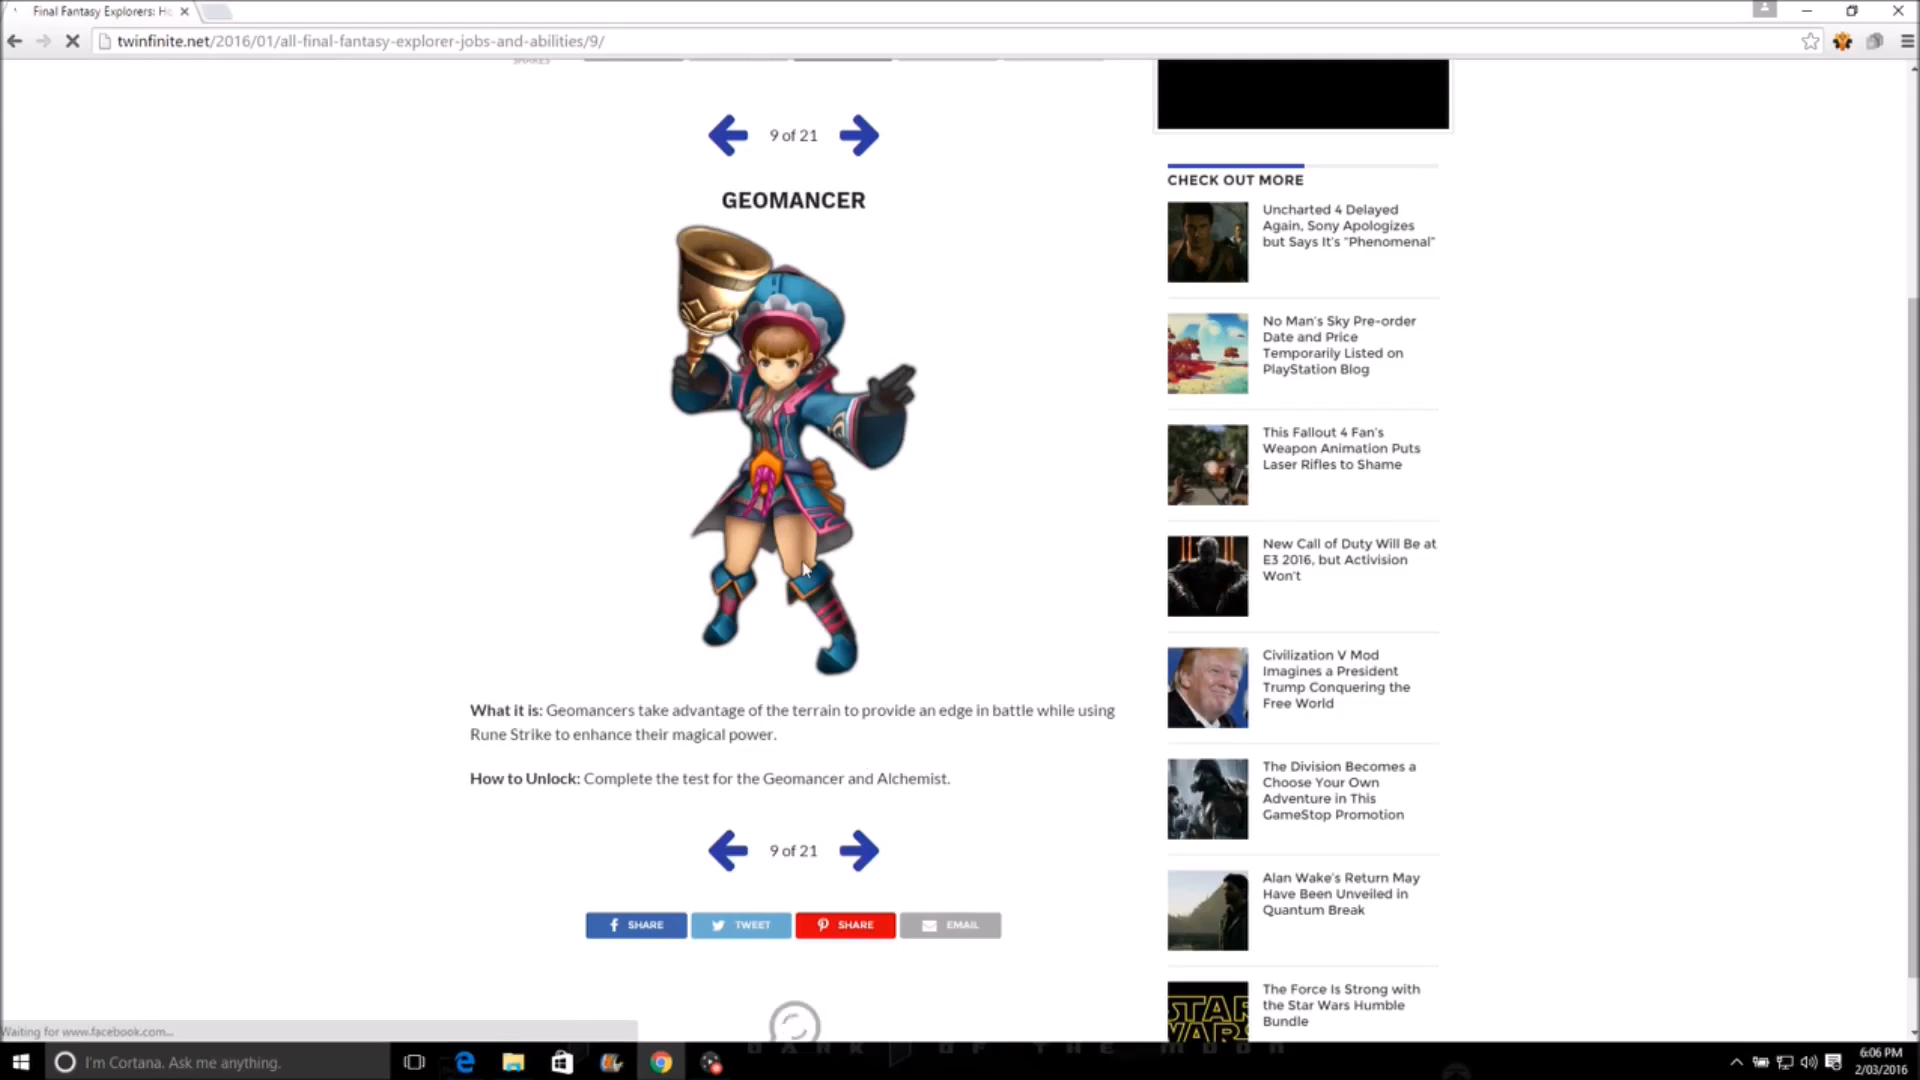 Final Fantasy Explorers: Ho
twinfinite.net/2016/01/all-final-fantasy-explorer-jobs-and-abilities/9/
SHARES
9 of 21
GEOMANCER
What it is: Geomancers take advantage of the terrain to provide an edge in battle while using
Rune Strike to enhance their magical power.
How to Unlock: Complete the test for the Geomancer and Alchemist.
9 of 21
SHARE
TWEET
SHARE
EMAIL
CHECK OUT MORE
Uncharted 4 Delayed
Again, Sony Apologizes
but Says It's "Phenomenal"
No Man's Sky Pre-order
Date and Price
Temporarily Listed on
PlayStation Blog
This Fallout 4 Fan's
Weapon Animation Puts
Laser Rifles to Shame
New Call of Duty Will Be at
E3 2016, but Activision
Won't
Civilization V Mod
Imagines a President
Trump Conquering the
Free World
The Division Becomes a
Choose Your Own
Adventure in This
GameStop Promotion
Alan Wake's Return May
Have Been Unveiled in
Quantum Break
STAR
WARS
The Force Is Strong with
the Star Wars Humble
Bundle
Waiting for www.facebook.com...
I'm Cortana. Ask me anything.
DARK OF THE MOON
6:06 PM
2/03/2016